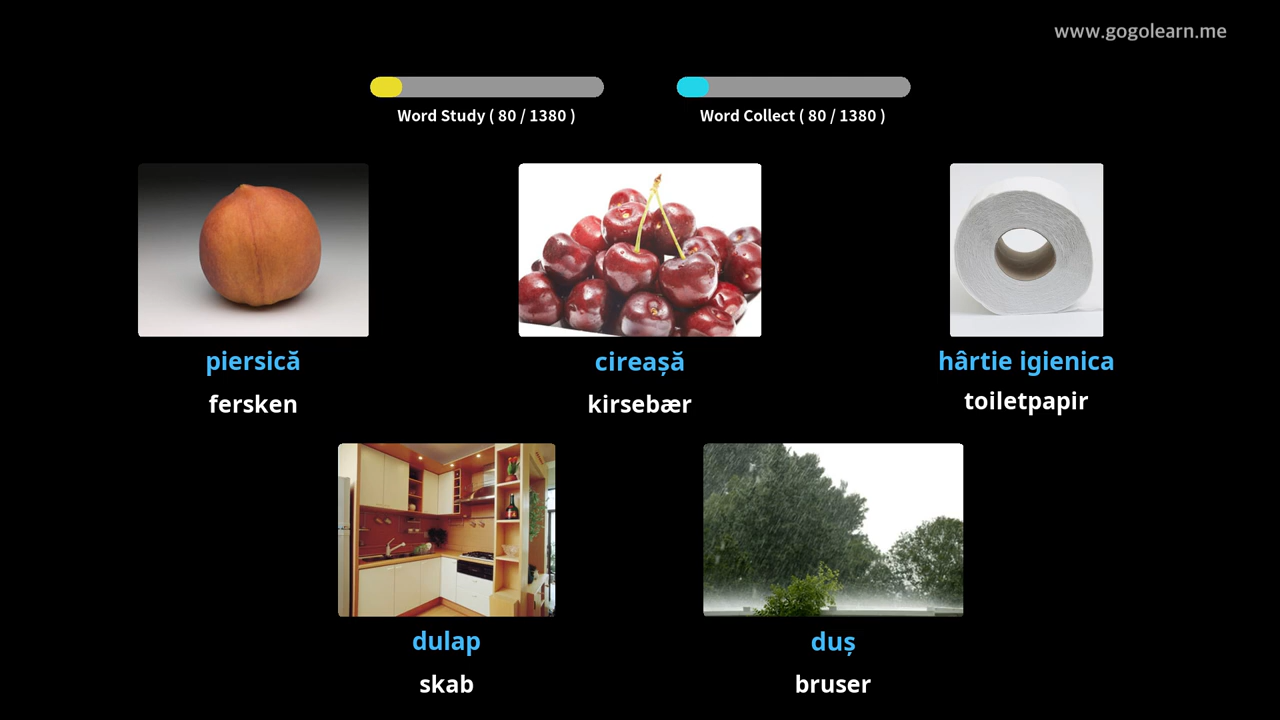 www.gogolearn.me
Word Study ( 80 / 1380 )
Word Collect ( 80 / 1380 )
piersică
cireașă
hârtie igienica
fersken
kirsebær
toiletpapir
dulap
duș
skab
bruser